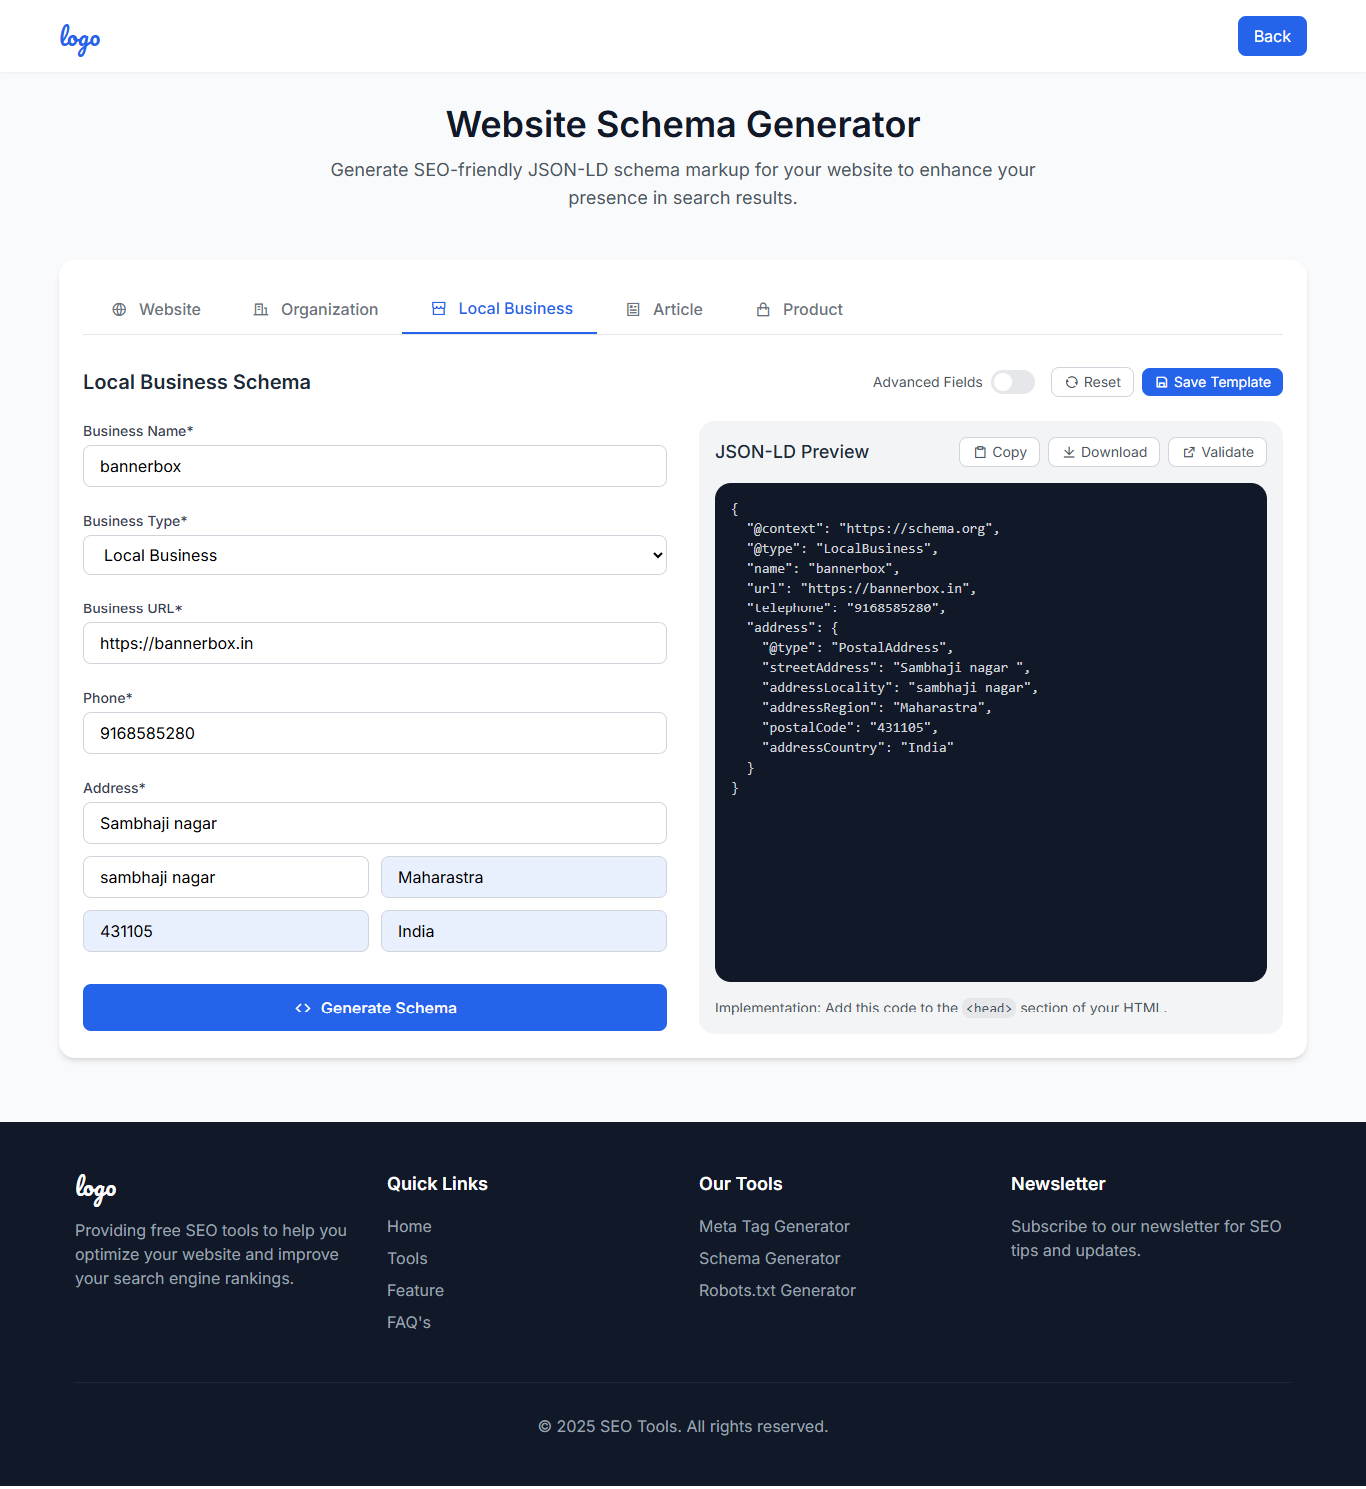 logo
Back
Website Schema Generator
Generate SEO-friendly JSON-LD schema markup for your website to enhance your
presence in search results.
Website
Organization
Local Business
Article
Product
Local Business Schema
Advanced Fields
Reset
Save Template
Business Name*
bannerbox
Business Type*
Local Business
Business URL*
https://bannerbox.in
Phone*
9168585280
Address*
Sambhaji nagar
sambhaji nagar
Maharastra
431105
India
Generate Schema
JSON-LD Preview
Copy
Download
Validate
{
"@context": "https://schema.org",
"@type": "LocalBusiness",
"name": "bannerbox",
"url": "https://bannerbox.in",
"telephone": "9168585280",
"address": {
"@type": "PostalAddress",
"streetAddress": "Sambhaji nagar ",
"addressLocality": "sambhaji nagar",
"addressRegion": "Maharastra",
"postalCode": "431105",
"addressCountry": "India"
}
}
Implementation: Add this code to the <head> section of your HTML.
logo
Providing free SEO tools to help you
optimize your website and improve
your search engine rankings.
Quick Links
Home
Tools
Feature
FAQ's
Our Tools
Meta Tag Generator
Schema Generator
Robots.txt Generator
Newsletter
Subscribe to our newsletter for SEO
tips and updates.
© 2025 SEO Tools. All rights reserved.